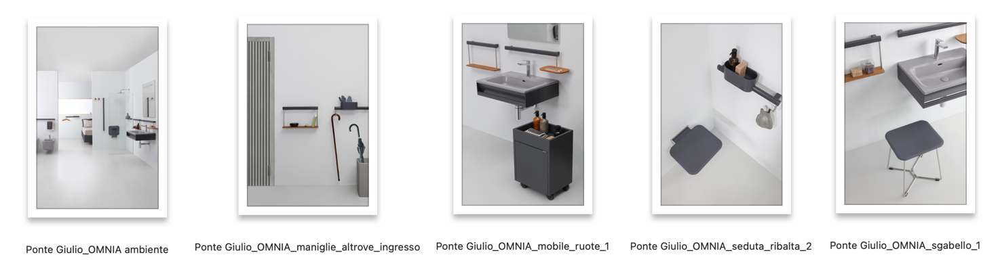 Ponte Giulio_OMNIA ambiente
Ponte Giulio_OMNIA_maniglie_altrove_ingresso
Ponte Giulio_OMNIA_mobile_ruote_1
Ponte Giulio_OMNIA_seduta_ribalta_2
Ponte Giulio_OMNIA_sgabello_1